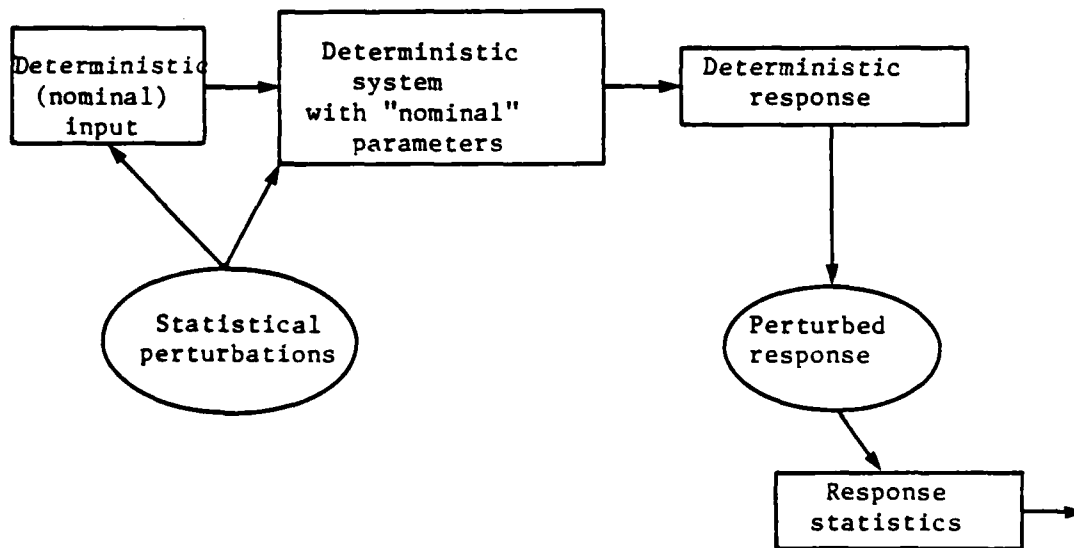 Deterministic
(nominal)
input
Deterministic
system
with "nominal"
parameters
Deterministic
response
Statistical
perturbations
Perturbed
response
Response
statistics